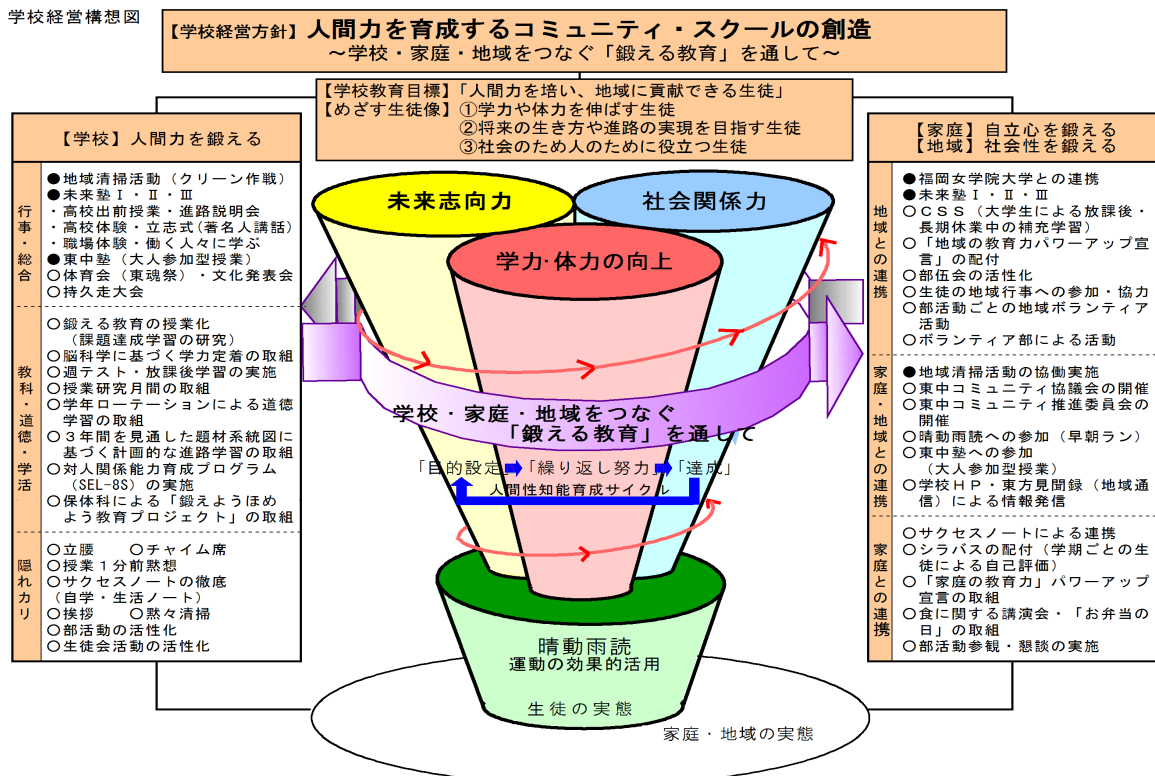 学校経営構想図
【学校経営方針】人間力を育成するコミュニティ・スクールの創造
～学校・家庭・地域をつなぐ「鍛える教育」を通して～
【学校教育目標】「人間力を培い、地域に貢献できる生徒」
【めざす生徒像】①学力や体力を伸ばす生徒
②将来の生き方や進路の実現を目指す生徒
③社会のため人のために役立つ生徒
【学校】人間力を鍛える
行事・総合
●地域清掃活動（クリーン作戦）
●未来塾Ⅰ・Ⅱ・Ⅲ
・高校出前授業・進路説明会
・高校体験・立志式(著名人講話)
・職場体験・働く人々に学ぶ
●東中塾（大人参加型授業）
○体育会（東魂祭）・文化発表会
○持久走大会
教科・道徳・学活
○鍛える教育の授業化
（課題達成学習の研究）
○脳科学に基づく学力定着の取組
○週テスト・放課後学習の実施
○授業研究月間の取組
○学年ローテーションによる道徳
学習の取組
○３年間を見通した題材系統図に
基づく計画的な進路学習の取組
○対人関係能力育成プログラム
（SEL-8S）の実施
○保体科による「鍛えようほめ
よう教育プロジェクト」の取組
隠れカリ
○立腰　○チャイム席
○授業１分前黙想
○サクセスノートの徹底
（自学・生活ノート）
○挨拶　○黙々清掃
○部活動の活性化
○生徒会活動の活性化
未来志向力
社会関係力
学力・体力の向上
学校・家庭・地域をつなぐ
「鍛える教育」を通して
「目的設定」「繰り返し努力」「達成」
人間性知能育成サイクル
晴動雨読
運動の効果的活用
生徒の実態
家庭・地域の実態
【家庭】自立心を鍛える
【地域】社会性を鍛える
地域との連携
●福岡女学院大学との連携
●未来塾Ⅰ・Ⅱ・Ⅲ
○ＣＳＳ（大学生による放課後・
長期休業中の補充学習）
○「地域の教育力パワーアップ宣
言」の配付
○部伍会の活性化
○生徒の地域行事への参加・協力
○部活動ごとの地域ボランティア
活動
○ボランティア部による活動
家庭・地域との連携
●地域清掃活動の協働実施
○東中コミュニティ協議会の開催
○東中コミュニティ推進委員会の
開催
○晴動雨読への参加（早朝ラン）
○東中塾への参加
（大人参加型授業）
○学校ＨＰ・東方見聞録（地域通
信）による情報発信
家庭との連携
○サクセスノートによる連携
○シラバスの配付（学期ごとの生
徒による自己評価）
○「家庭の教育力」パワーアップ
宣言の取組
○食に関する講演会・「お弁当の
日」の取組
○部活動参観・懇談の実施